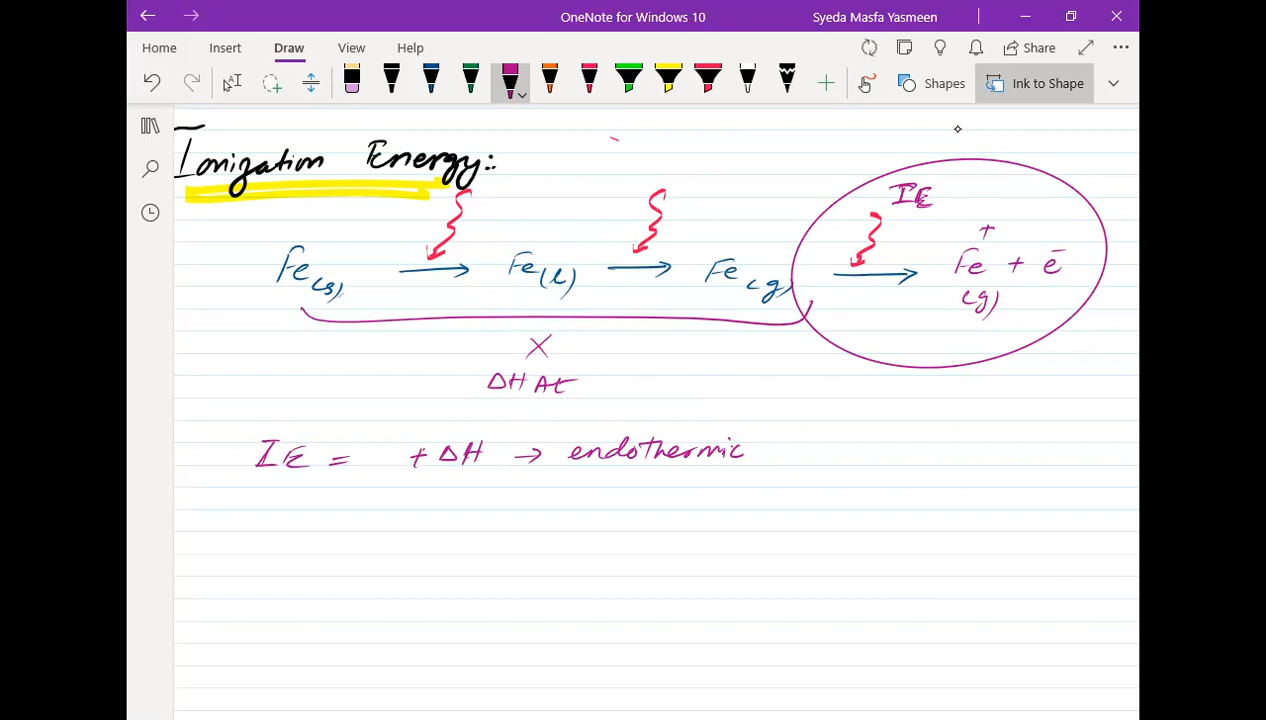 OneNote for Windows 10
Syeda Masfa Yasmeen
Home Insert Draw View Help Share
Shapes Ink to Shape
Ionization Energy:
IE
Fe(s) → Fe(l) → Fe(g) → Fe⁺(g) + e⁻
X
ΔH At
IE = + ΔH → endothermic